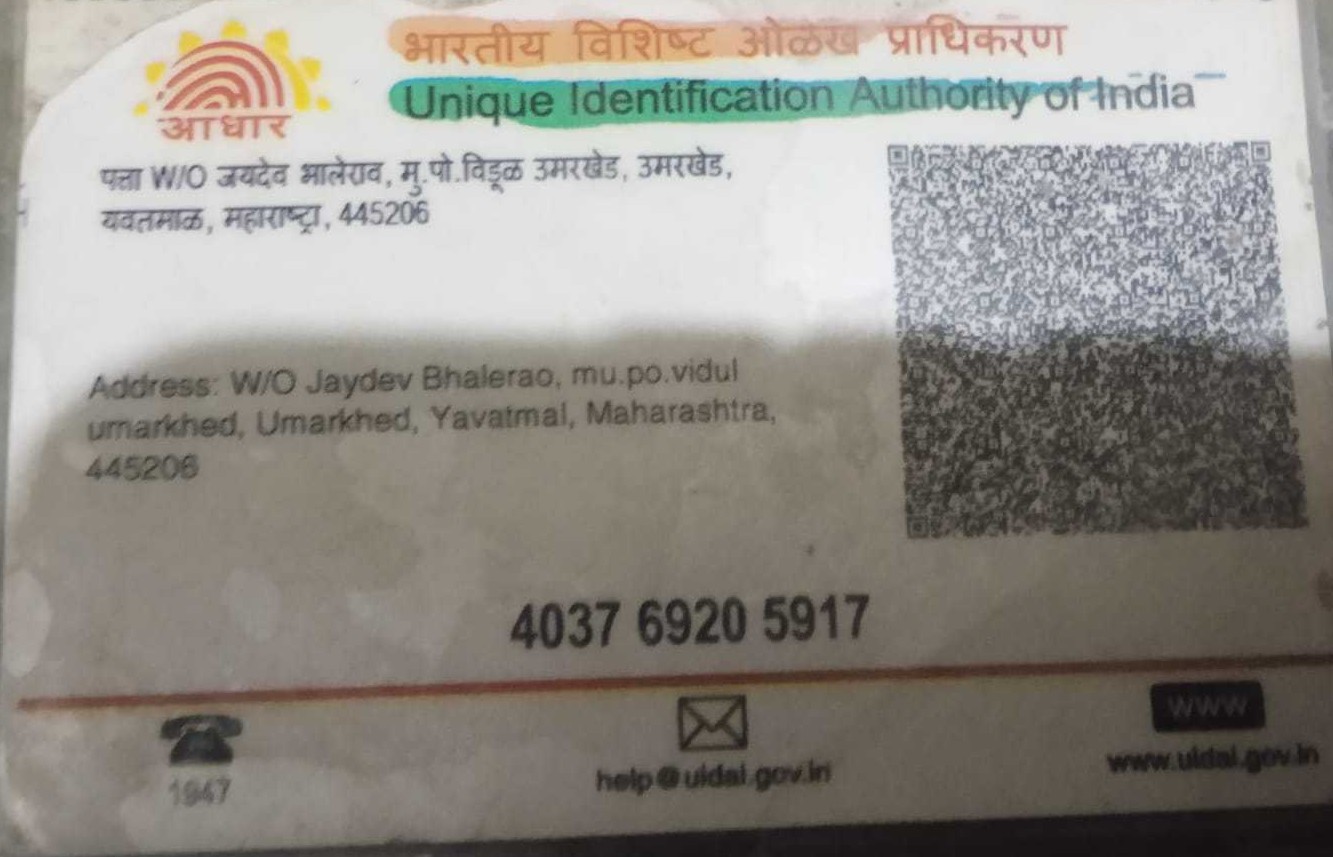 भारतीय विशिष्ट ओळख प्राधिकरण
Unique Identification Authority of India
आधार
पत्ता W/O जयदेव भालेराव, मु.पो.विडूळ उमरखेड, उमरखेड,
यवतमाळ, महाराष्ट्रा, 445206
Address: W/O Jaydev Bhalerao, mu.po.vidul
umarkhed, Umarkhed, Yavatmal, Maharashtra,
445206
4037 6920 5917
WWW
1947
help@uidai.gov.in
www.uidai.gov.in